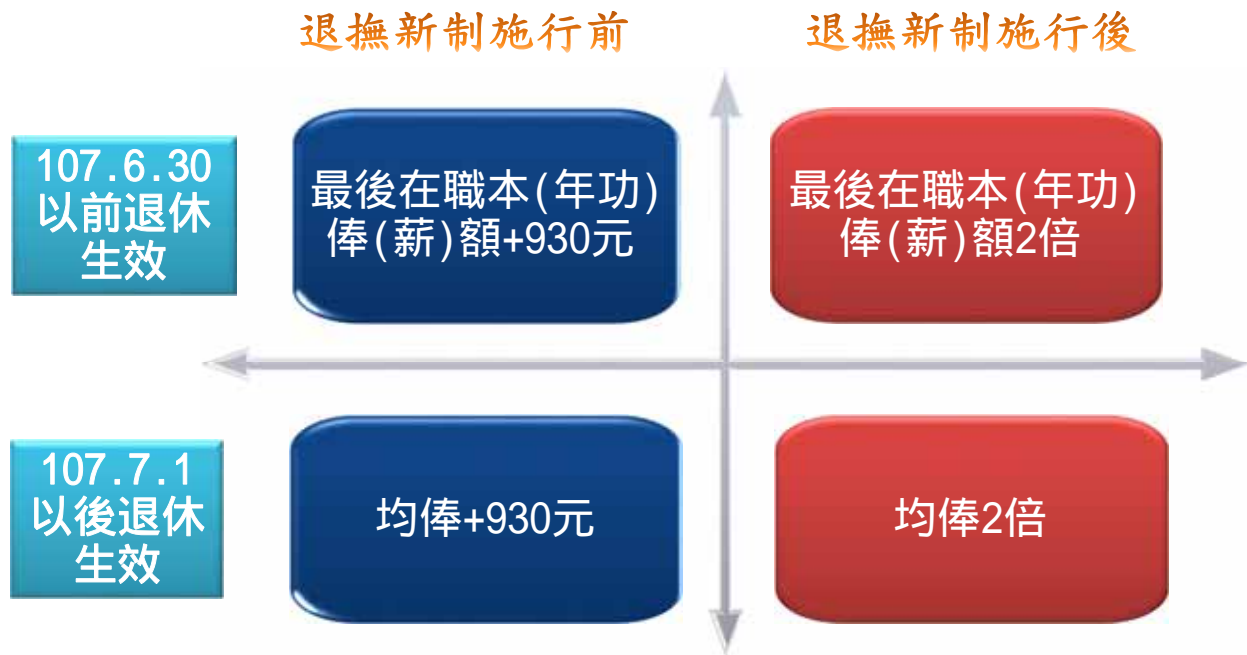 退撫新制施行前
退撫新制施行後
107.6.30
以前退休
生效
最後在職本(年功)
俸(薪)額+930元
最後在職本(年功)
俸(薪)額2倍
107.7.1
以後退休
生效
均俸+930元
均俸2倍